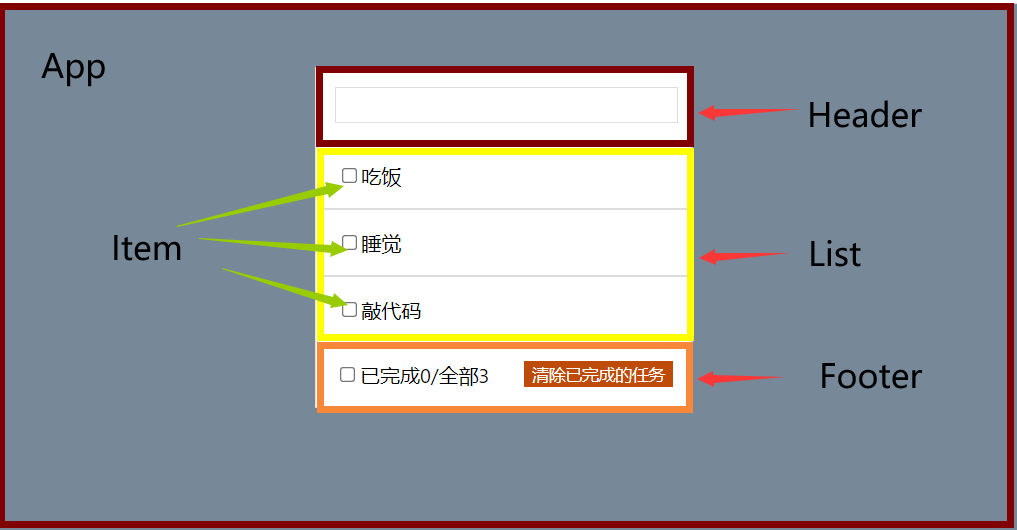 App
Header
吃饭
Item
睡觉
List
敲代码
已完成0/全部3
清除已完成的任务
Footer